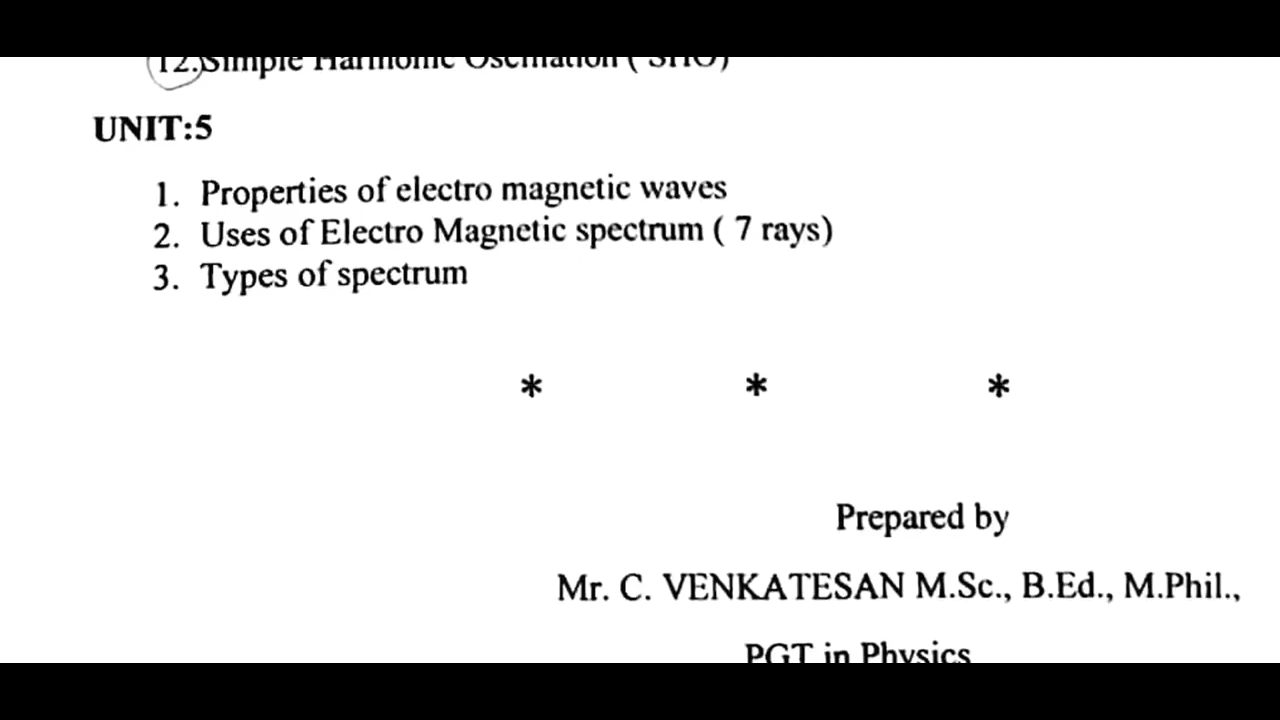 12.Simple Harmonic Oscillation ( SHO)
UNIT:5
1. Properties of electro magnetic waves
2. Uses of Electro Magnetic spectrum ( 7 rays)
3. Types of spectrum
* * *
Prepared by
Mr. C. VENKATESAN M.Sc., B.Ed., M.Phil.,
PGT in Physics